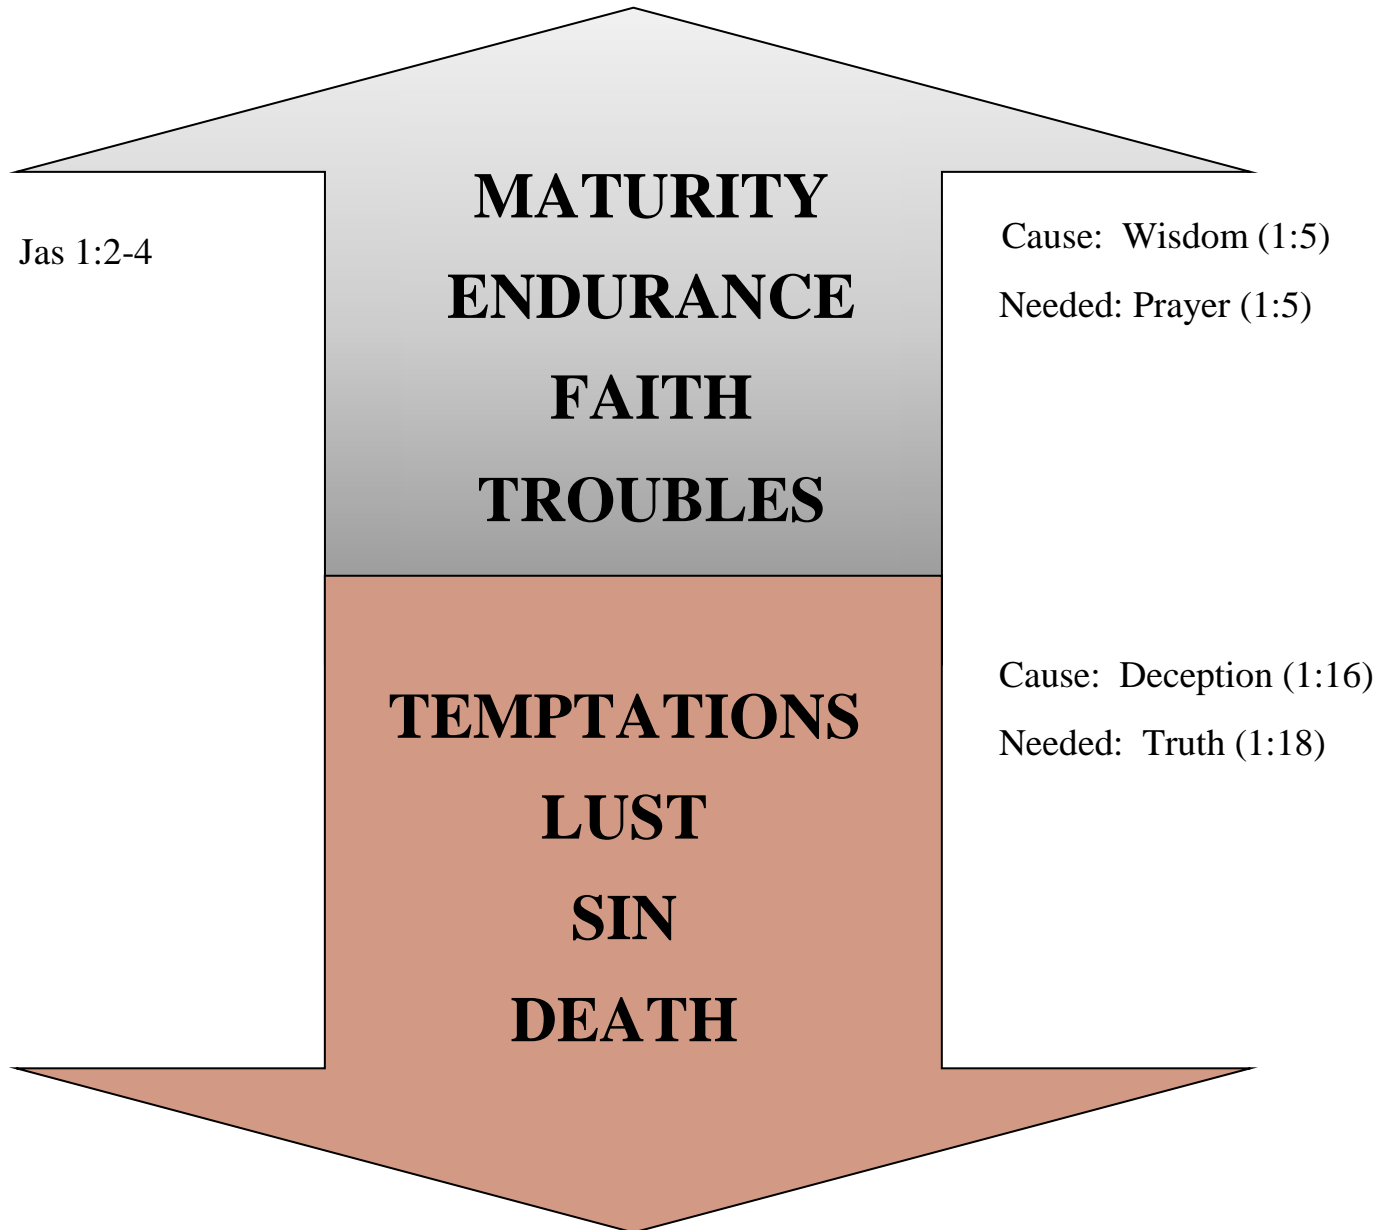 MATURITY
Jas 1:2-4
Cause:  Wisdom (1:5)
ENDURANCE
Needed: Prayer (1:5)
FAITH
TROUBLES
Cause:  Deception (1:16)
TEMPTATIONS
Needed:  Truth (1:18)
LUST
SIN
DEATH